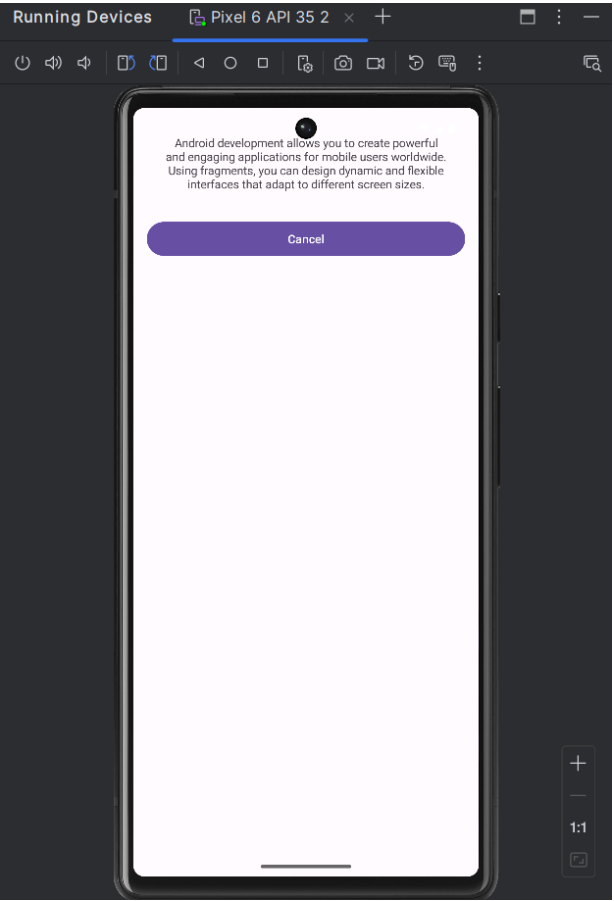 Running Devices
Pixel 6 API 35 2
Android development allows you to create powerful
and engaging applications for mobile users worldwide.
Using fragments, you can design dynamic and flexible
interfaces that adapt to different screen sizes.
Cancel
1:1